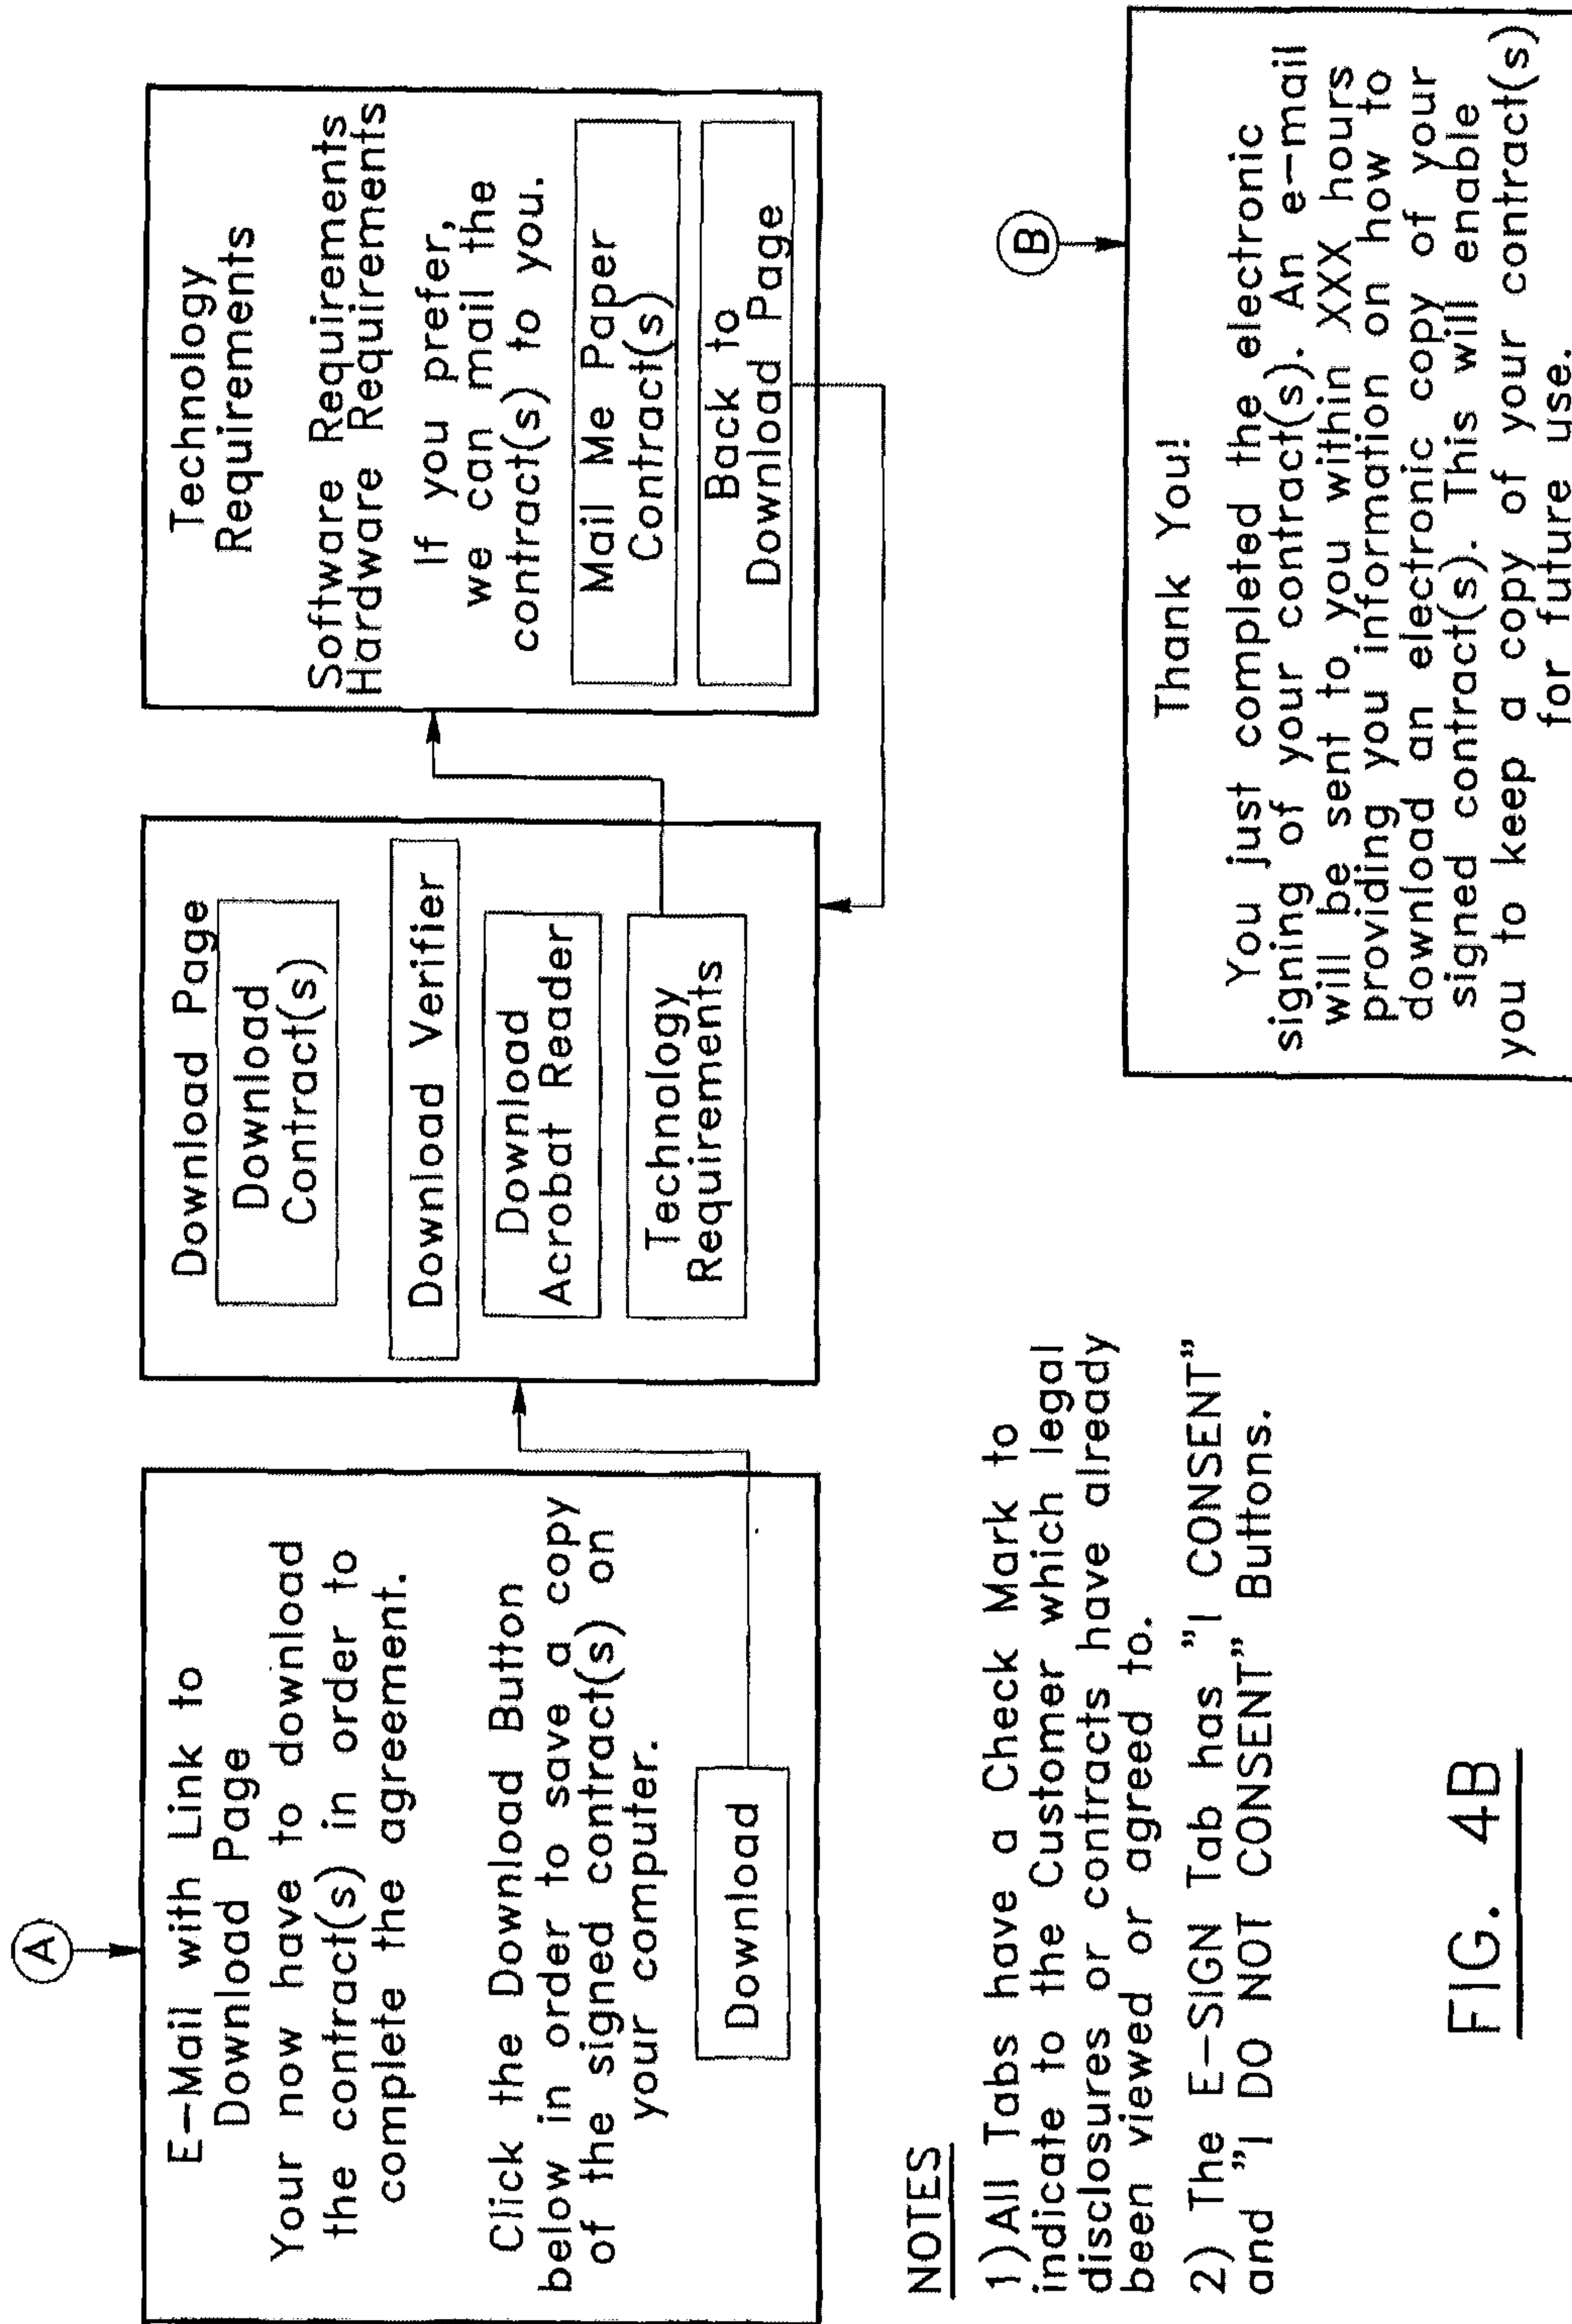 A
E-Mail with Link to
Download Page
Your now have to download
the contract(s) in order to
complete the agreement.
Click the Download Button
below in order to save a copy
of the signed contract(s) on
your computer.
Download
Download Page
Download
Contract(s)
Download Verifier
Download
Acrobat Reader
Technology
Requirements
Technology
Requirements
Software Requirements
Hardware Requirements
If you prefer,
we can mail the
contract(s) to you.
Mail Me Paper
Contract(s)
Back to
Download Page
NOTES
1)All Tabs have a Check Mark to
indicate to the Customer which legal
disclosures or contracts have already
been viewed or agreed to.
2) The E-SIGN Tab has "I CONSENT"
and "I DO NOT CONSENT" Buttons.
B
Thank You!
You just completed the electronic
signing of your contract(s). An e-mail
will be sent to you within XXX hours
providing you information on how to
download an electronic copy of your
signed contract(s). This will enable
you to keep a copy of your contract(s)
for future use.
FIG. 4B